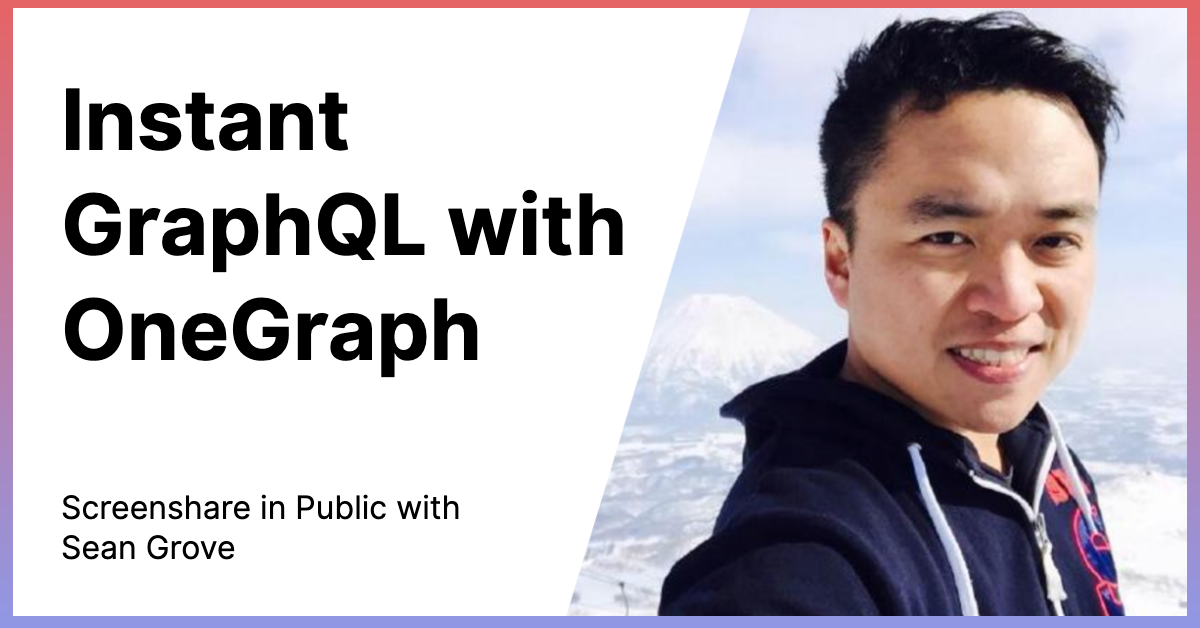 Instant
GraphQL with
OneGraph
Screenshare in Public with
Sean Grove